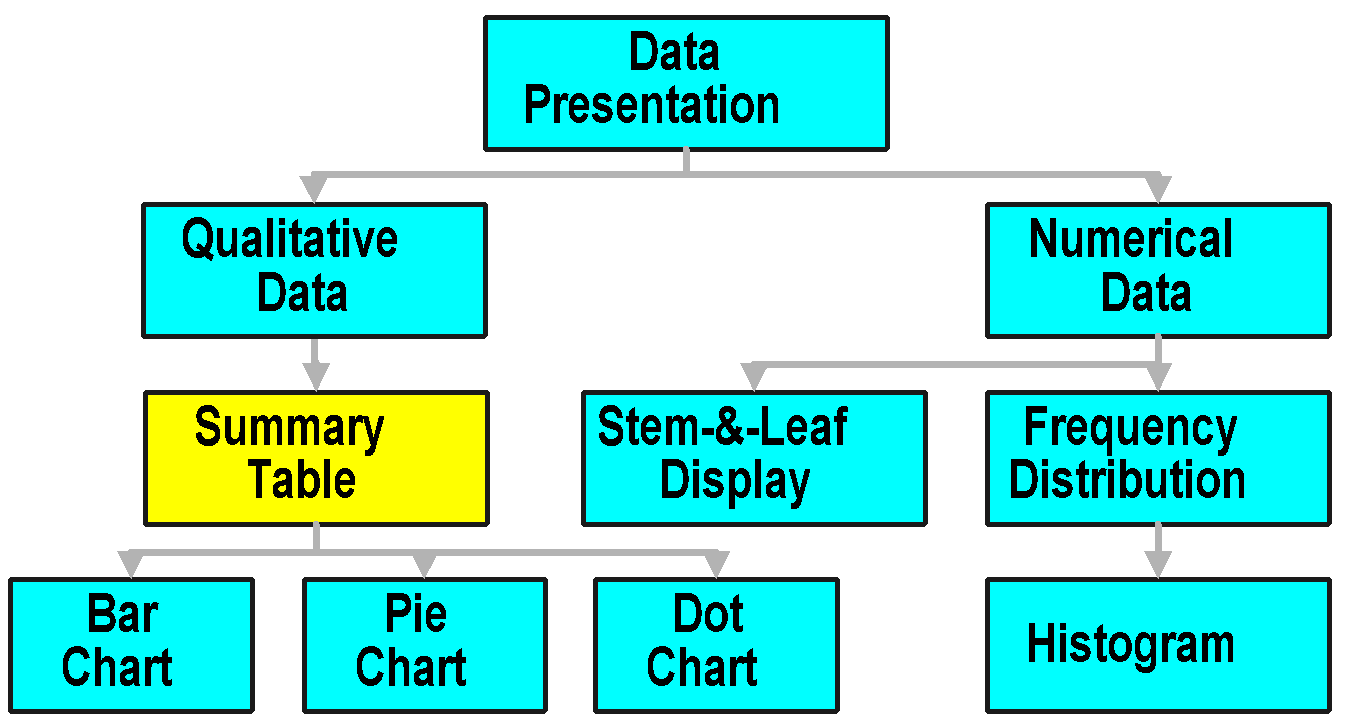 Data
Presentation
Qualitative
Data
Numerical
Data
Summary
Table
Stem-&-Leaf
Display
Frequency
Distribution
Bar
Chart
Pie
Chart
Dot
Chart
Histogram